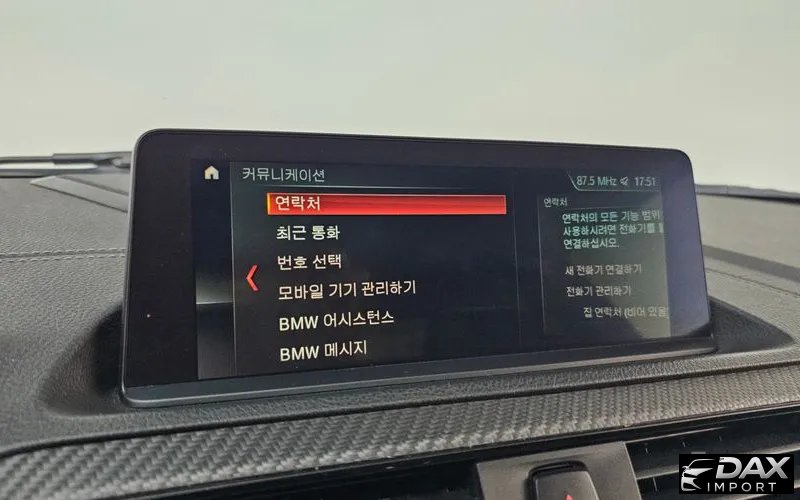 커뮤니케이션
87.5 MHz 17:51
연락처
최근 통화
번호 선택
모바일 기기 관리하기
BMW 어시스턴스
BMW 메시지
연락처
연락처의 모든 기능 범위
사용하시려면 전화기를
연결하십시오.
새 전화기 연결하기
전화기 관리하기
집 연락처 (비어 있음
DAX
IMPORT